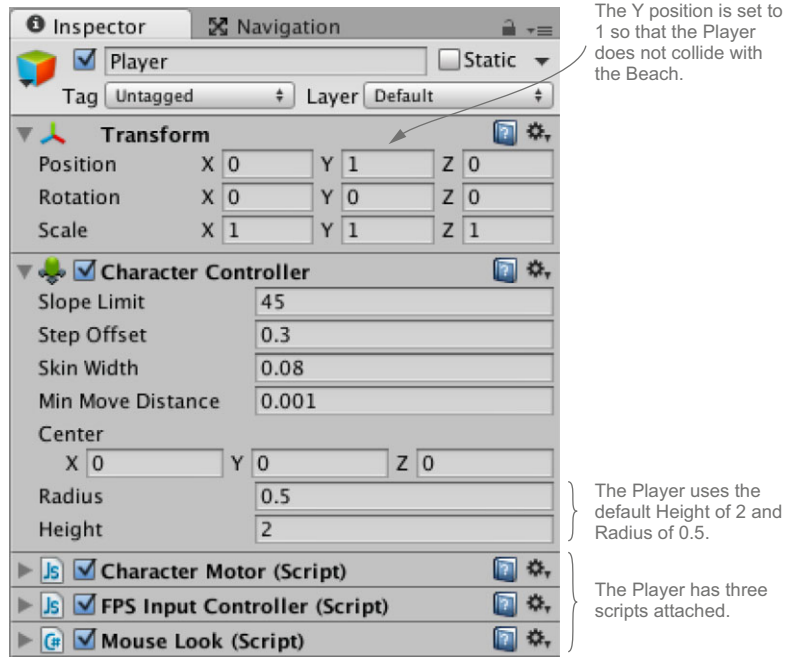 Inspector Navigation
Player Static
Tag Untagged Layer Default
Transform
Position X 0 Y 1 Z 0
Rotation X 0 Y 0 Z 0
Scale X 1 Y 1 Z 1
Character Controller
Slope Limit 45
Step Offset 0.3
Skin Width 0.08
Min Move Distance 0.001
Center
X 0 Y 0 Z 0
Radius 0.5
Height 2
Js Character Motor (Script)
Js FPS Input Controller (Script)
C# Mouse Look (Script)
The Y position is set to
1 so that the Player
does not collide with
the Beach.
The Player uses the
default Height of 2 and
Radius of 0.5.
The Player has three
scripts attached.